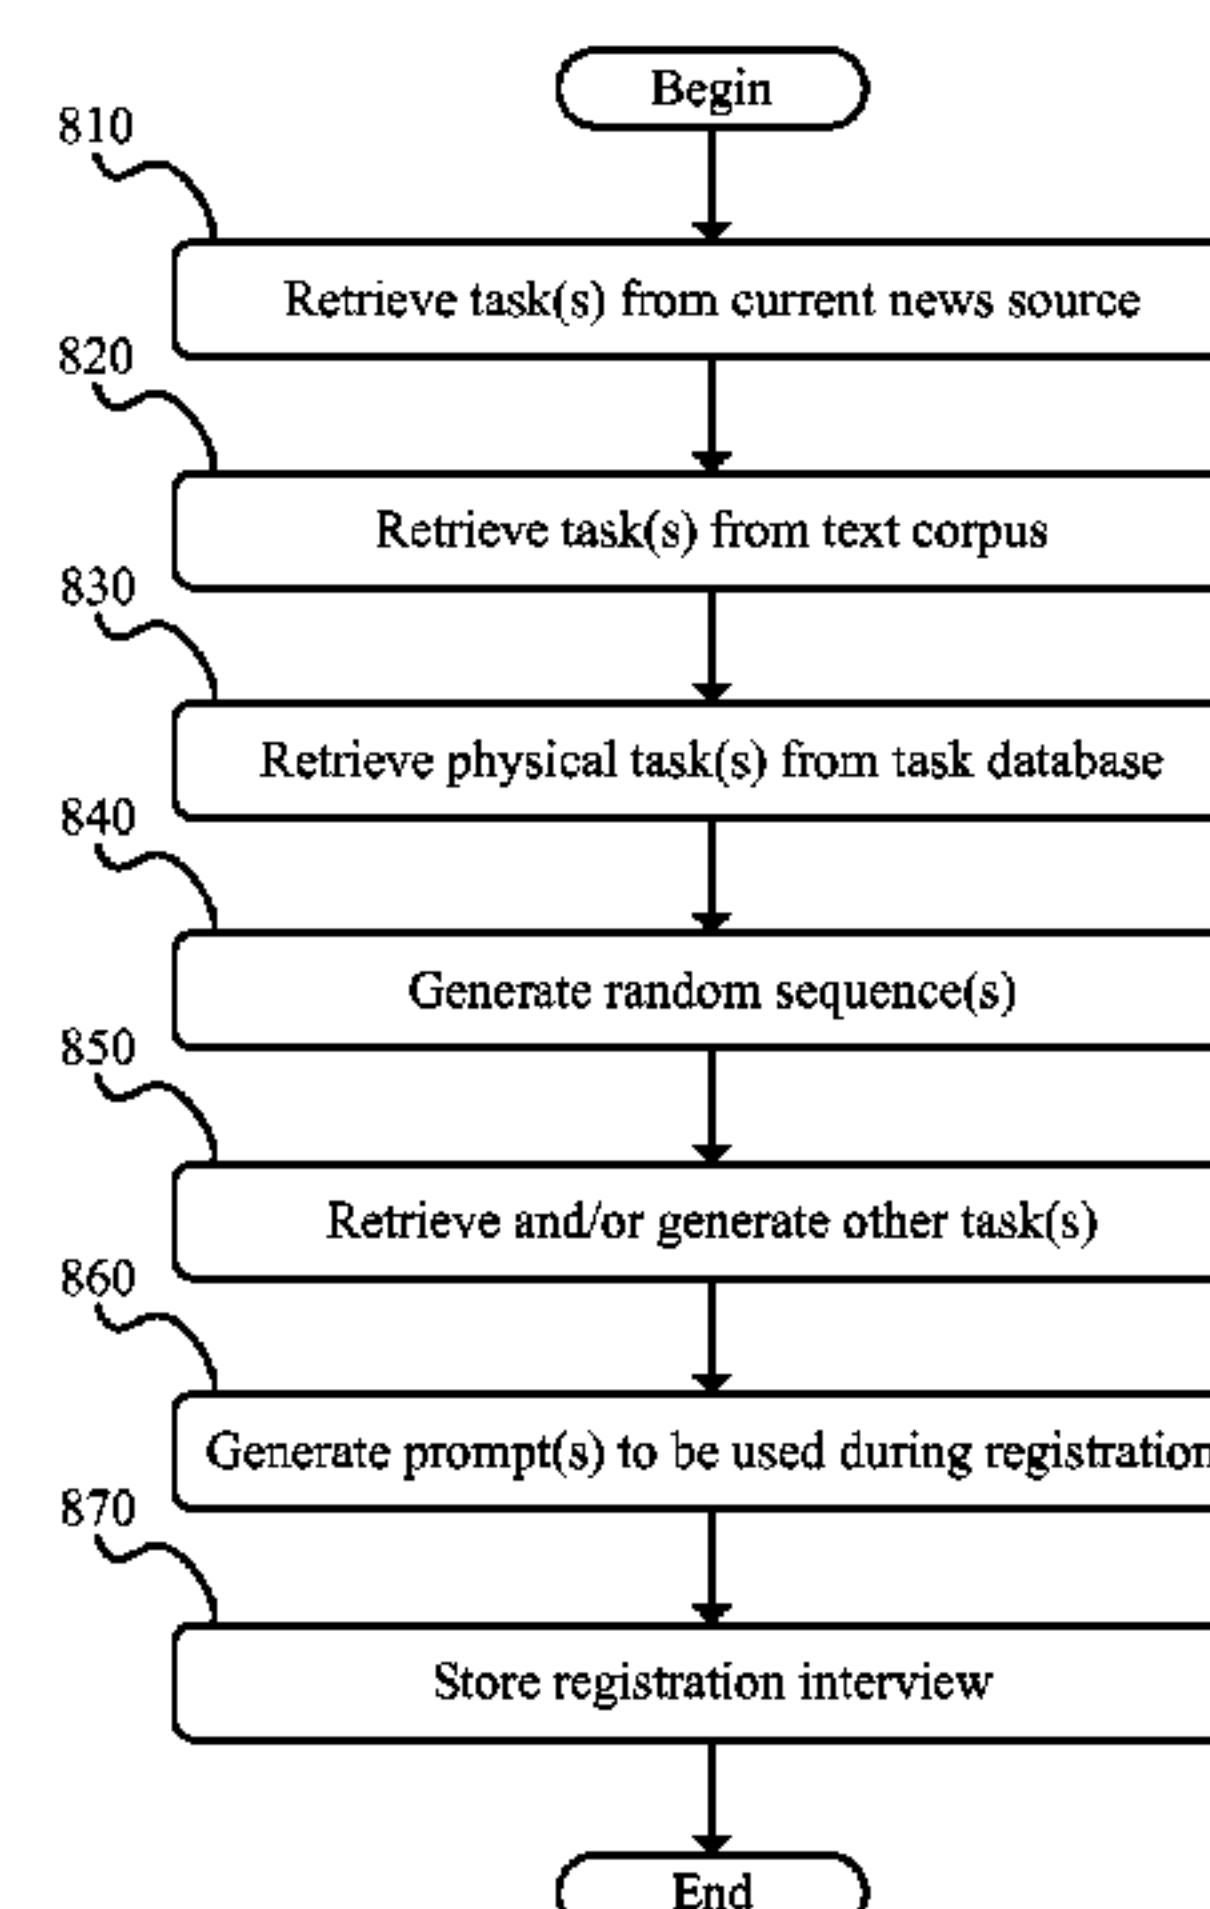 Begin
810
Retrieve task(s) from current news source
820
Retrieve task(s) from text corpus
830
Retrieve physical task(s) from task database
840
Generate random sequence(s)
850
Retrieve and/or generate other task(s)
860
Generate prompt(s) to be used during registration
870
Store registration interview
End